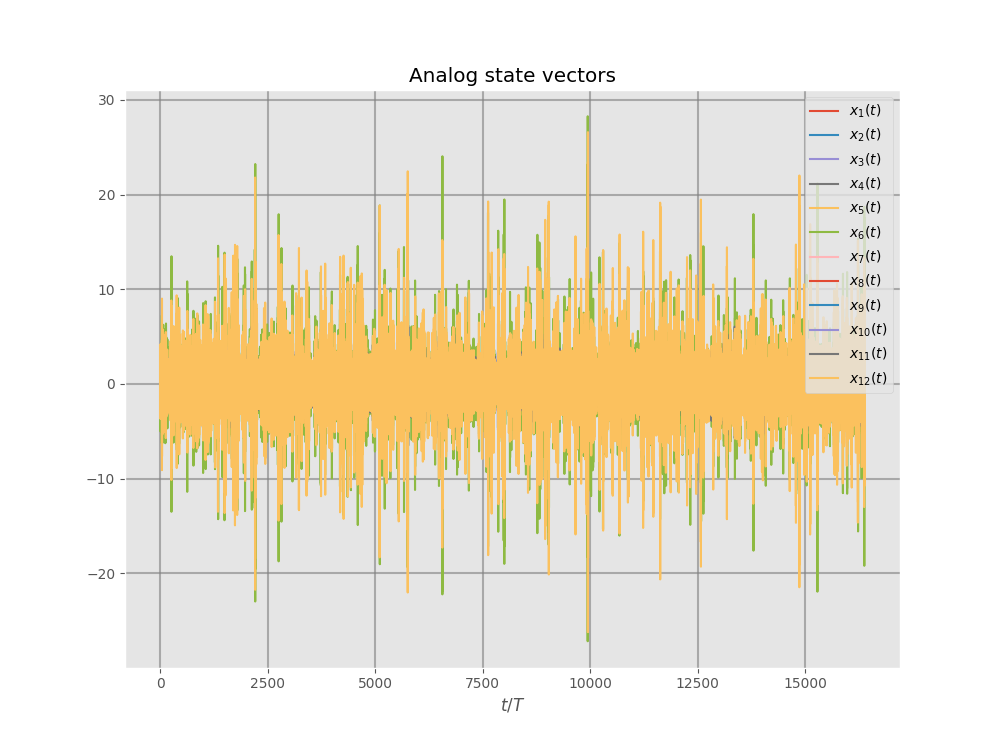 Analog state vectors
30
20
10
0
−10
−20
0 2500 5000 7500 10000 12500 15000
t/T
x₁(t)
x₂(t)
x₃(t)
x₄(t)
x₅(t)
x₆(t)
x₇(t)
x₈(t)
x₉(t)
x₁₀(t)
x₁₁(t)
x₁₂(t)